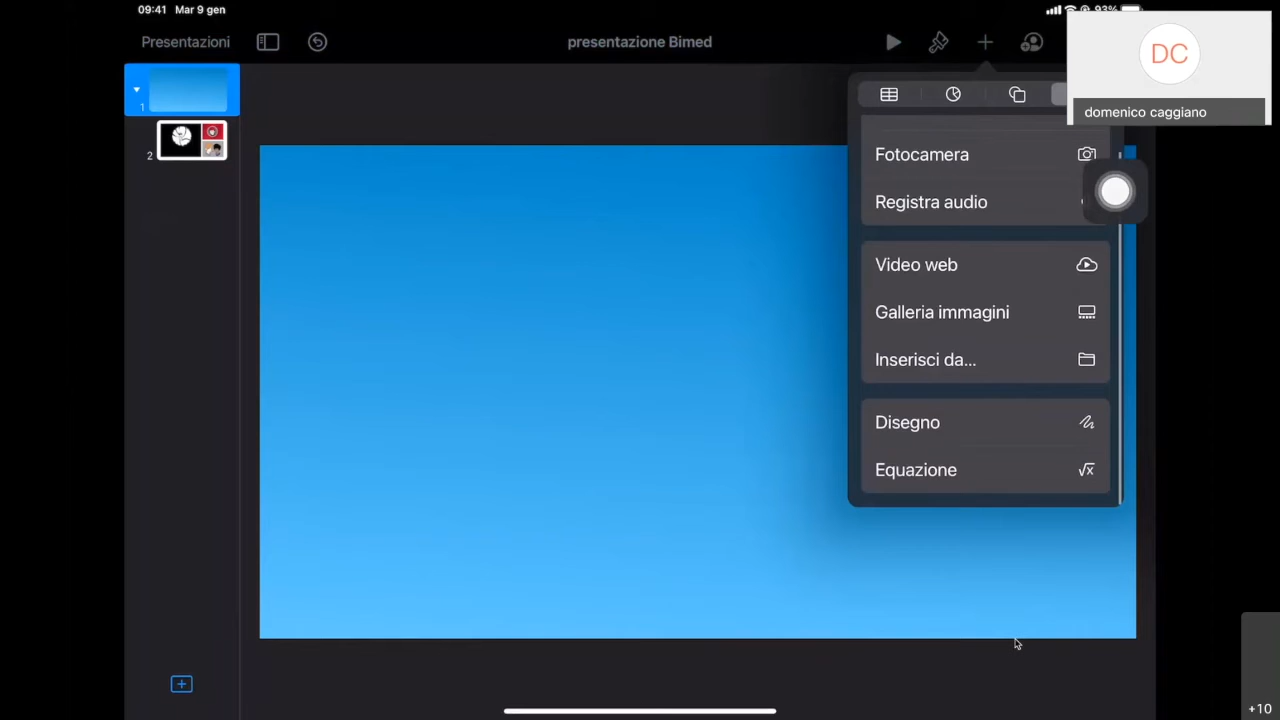 09:41 Mar 9 gen
93%
Presentazioni
presentazione Bimed
DC
domenico caggiano
1
2
Fotocamera
Registra audio
Video web
Galleria immagini
Inserisci da...
Disegno
Equazione
√x
+10